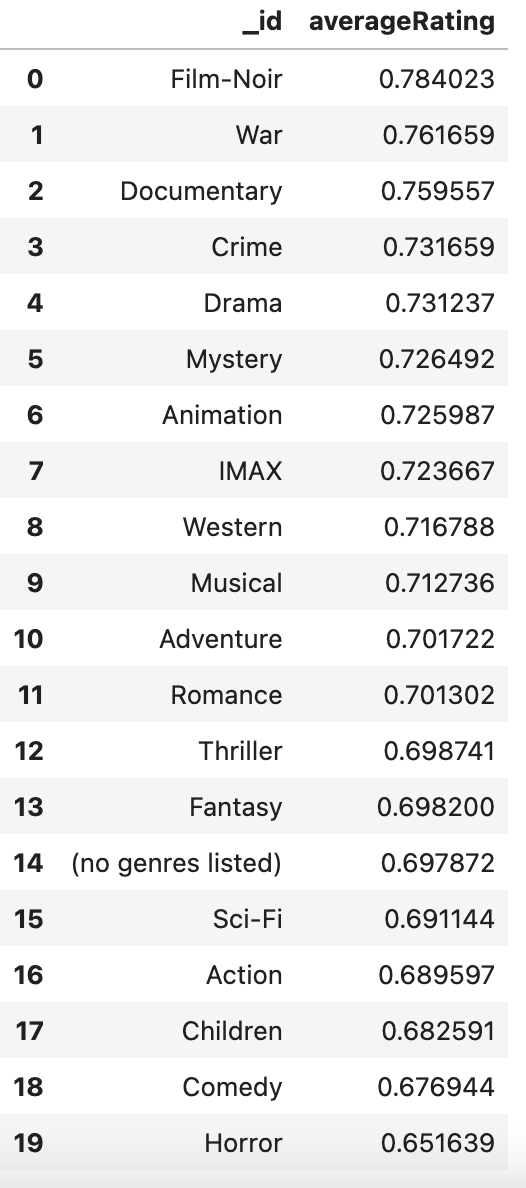 _id averageRating
0 Film-Noir 0.784023
1 War 0.761659
2 Documentary 0.759557
3 Crime 0.731659
4 Drama 0.731237
5 Mystery 0.726492
6 Animation 0.725987
7 IMAX 0.723667
8 Western 0.716788
9 Musical 0.712736
10 Adventure 0.701722
11 Romance 0.701302
12 Thriller 0.698741
13 Fantasy 0.698200
14 (no genres listed) 0.697872
15 Sci-Fi 0.691144
16 Action 0.689597
17 Children 0.682591
18 Comedy 0.676944
19 Horror 0.651639